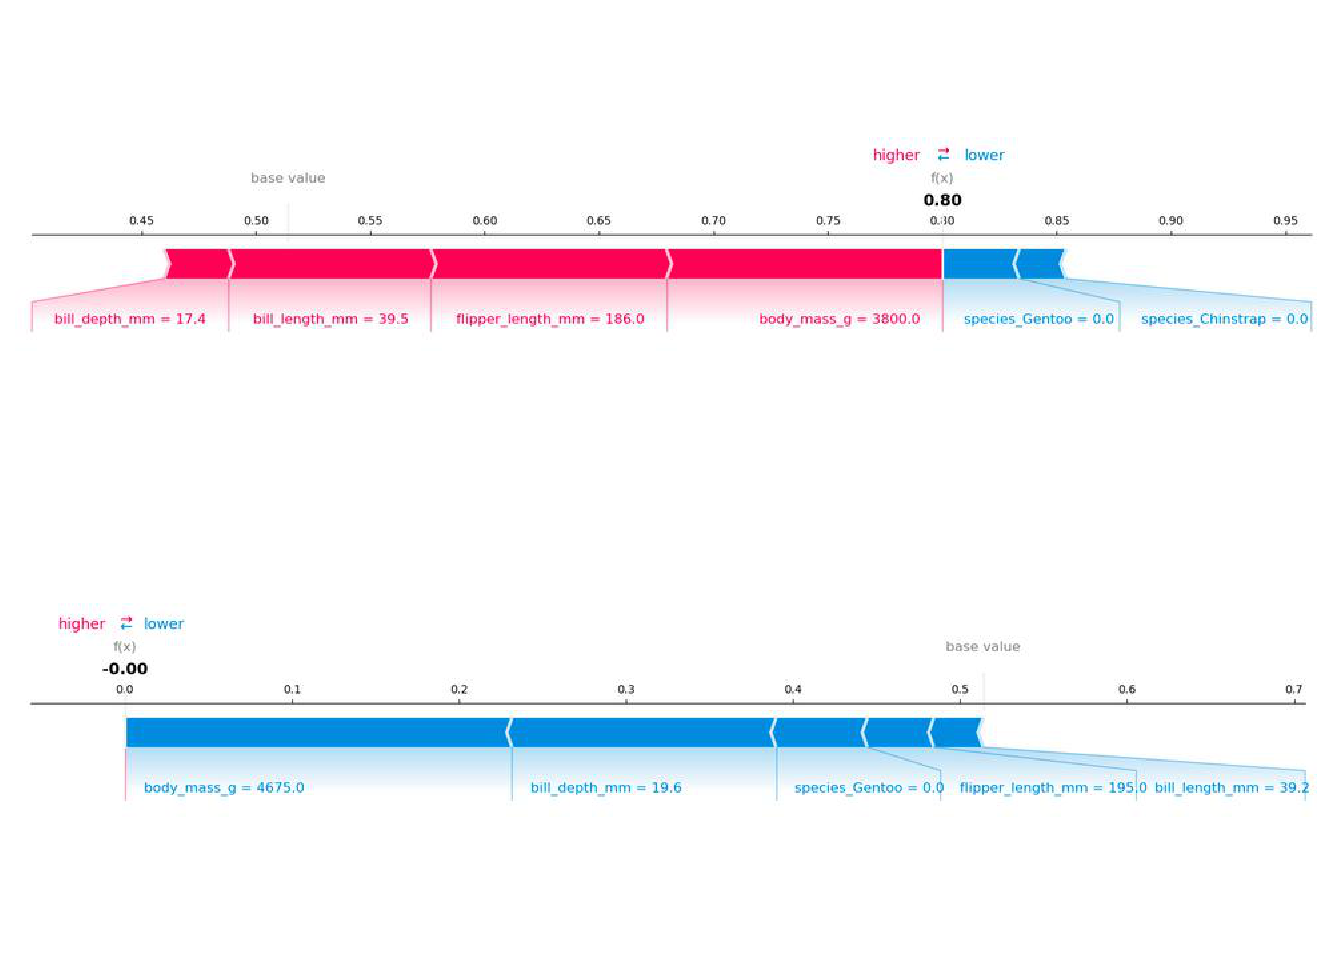 higher lower
base value f(x)
0.80
0.45 0.50 0.55 0.60 0.65 0.70 0.75 0.80 0.85 0.90 0.95
bill_depth_mm = 17.4 bill_length_mm = 39.5 flipper_length_mm = 186.0 body_mass_g = 3800.0 species_Gentoo = 0.0 species_Chinstrap = 0.0
higher lower
f(x) base value
-0.00
0.0 0.1 0.2 0.3 0.4 0.5 0.6 0.7
body_mass_g = 4675.0 bill_depth_mm = 19.6 species_Gentoo = 0.0 flipper_length_mm = 195.0 bill_length_mm = 39.2